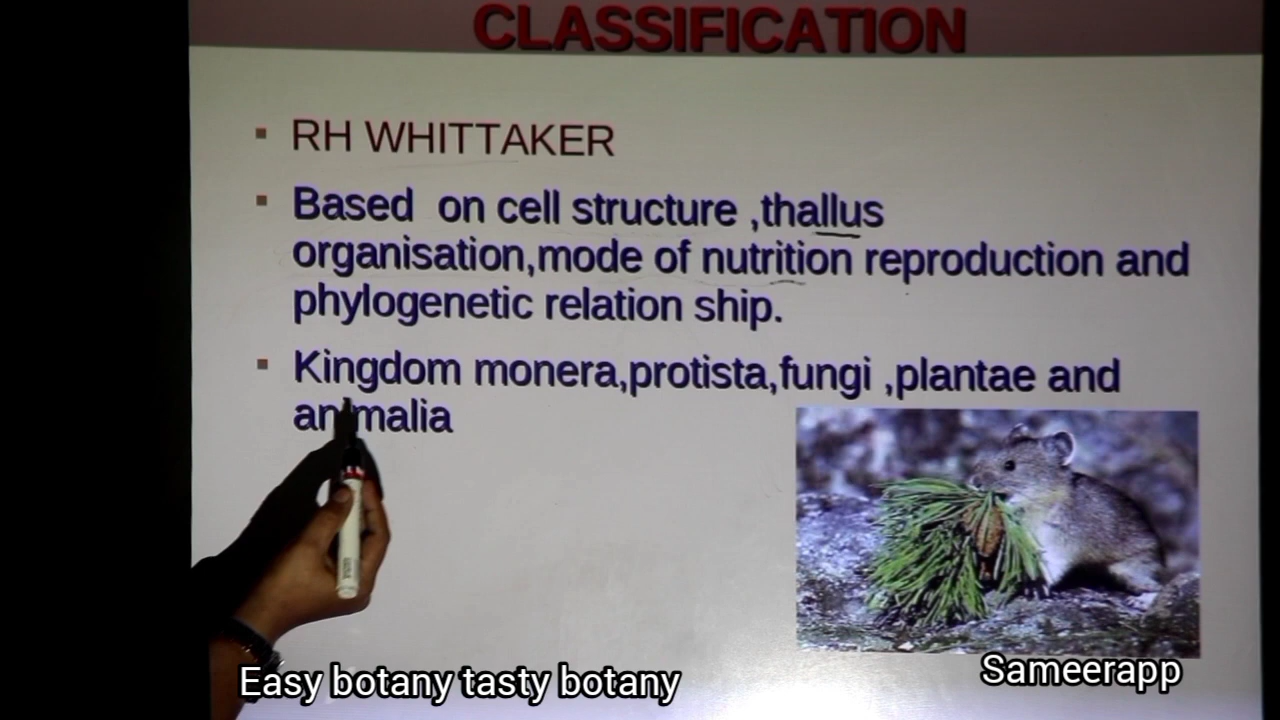 CLASSIFICATION
RH WHITTAKER
Based on cell structure ,thallus
organisation,mode of nutrition reproduction and
phylogenetic relation ship.
Kingdom monera,protista,fungi ,plantae and
animalia
Sameerapp
Easy botany tasty botany